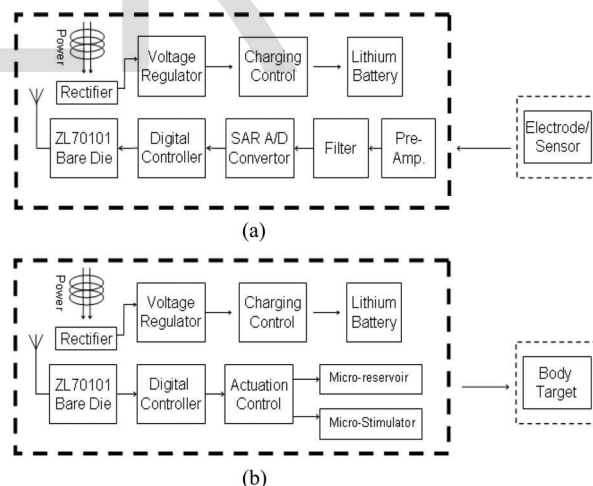 Power
Rectifier
Voltage
Regulator
Charging
Control
Lithium
Battery
ZL70101
Bare Die
Digital
Controller
SAR A/D
Convertor
Filter
Pre-
Amp.
Electrode/
Sensor
(a)
Power
Rectifier
Voltage
Regulator
Charging
Control
Lithium
Battery
ZL70101
Bare Die
Digital
Controller
Actuation
Control
Micro-reservoir
Micro-Stimulator
Body
Target
(b)